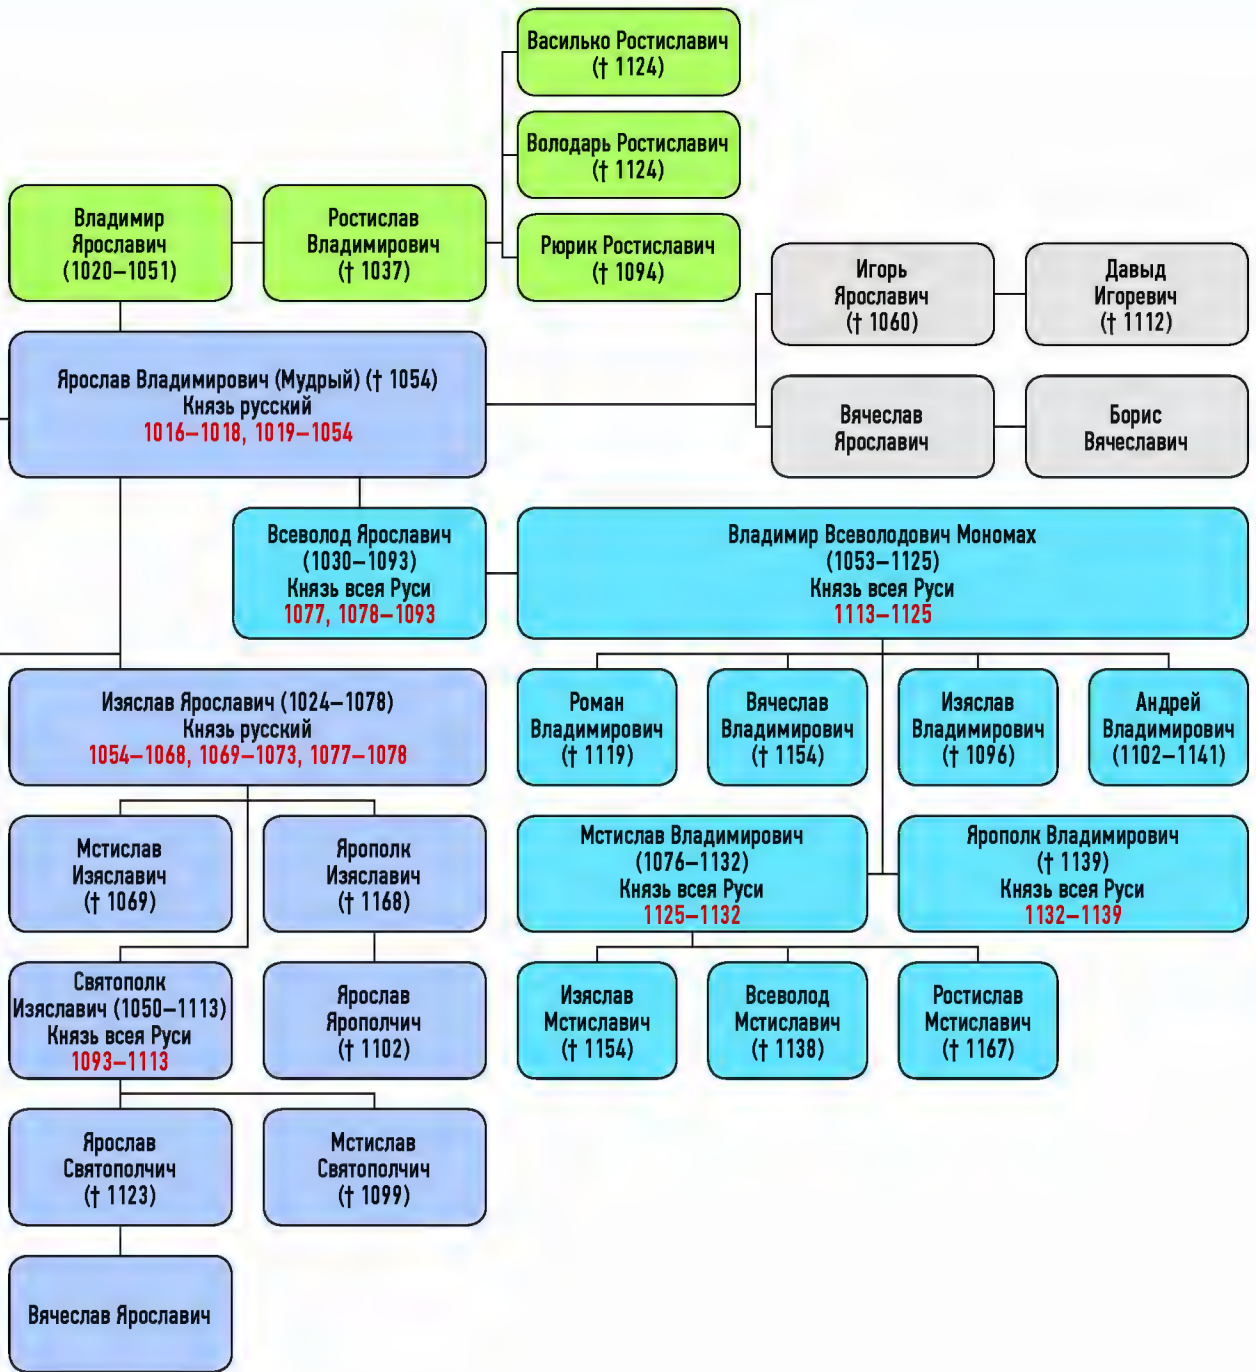 Василько Ростиславич
(† 1124)
Володарь Ростиславич
(† 1124)
Рюрик Ростиславич
(† 1094)
Владимир
Ярославич
(1020–1051)
Ростислав
Владимирович
(† 1037)
Игорь
Ярославич
(† 1060)
Давыд
Игоревич
(† 1112)
Ярослав Владимирович (Мудрый) († 1054)
Князь русский
1016–1018, 1019–1054
Вячеслав
Ярославич
Борис
Вячеславич
Всеволод Ярославич
(1030–1093)
Князь всея Руси
1077, 1078–1093
Владимир Всеволодович Мономах
(1053–1125)
Князь всея Руси
1113–1125
Изяслав Ярославич (1024–1078)
Князь русский
1054–1068, 1069–1073, 1077–1078
Роман
Владимирович
(† 1119)
Вячеслав
Владимирович
(† 1154)
Изяслав
Владимирович
(† 1096)
Андрей
Владимирович
(1102–1141)
Мстислав
Изяславич
(† 1069)
Ярополк
Изяславич
(† 1168)
Мстислав Владимирович
(1076–1132)
Князь всея Руси
1125–1132
Ярополк Владимирович
(† 1139)
Князь всея Руси
1132–1139
Святополк
Изяславич (1050–1113)
Князь всея Руси
1093–1113
Ярослав
Ярополчич
(† 1102)
Изяслав
Мстиславич
(† 1154)
Всеволод
Мстиславич
(† 1138)
Ростислав
Мстиславич
(† 1167)
Ярослав
Святополчич
(† 1123)
Мстислав
Святополчич
(† 1099)
Вячеслав Ярославич